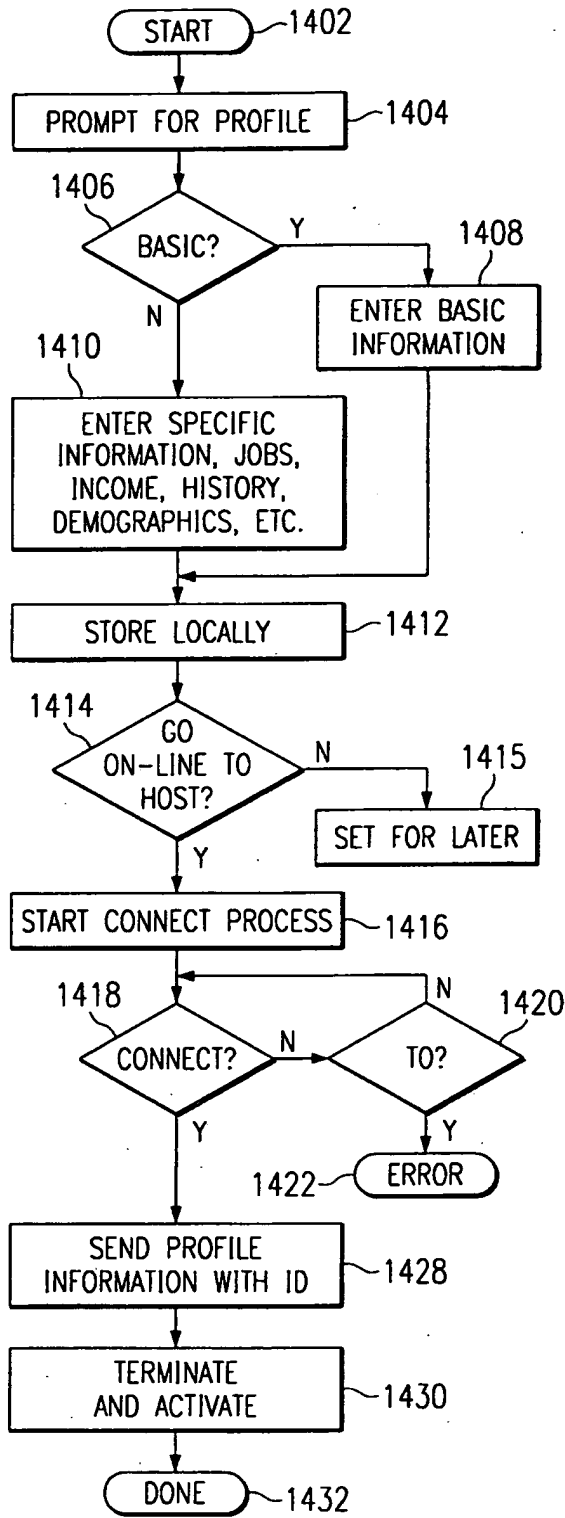 START
1402
PROMPT FOR PROFILE
1404
1406
BASIC?
Y
N
1408
ENTER BASIC
INFORMATION
1410
ENTER SPECIFIC
INFORMATION, JOBS,
INCOME, HISTORY,
DEMOGRAPHICS, ETC.
STORE LOCALLY
1412
1414
GO
ON-LINE TO
HOST?
N
Y
1415
SET FOR LATER
START CONNECT PROCESS
1416
1418
CONNECT?
N
Y
1420
TO?
N
Y
1422
ERROR
SEND PROFILE
INFORMATION WITH ID
1428
TERMINATE
AND ACTIVATE
1430
DONE
1432